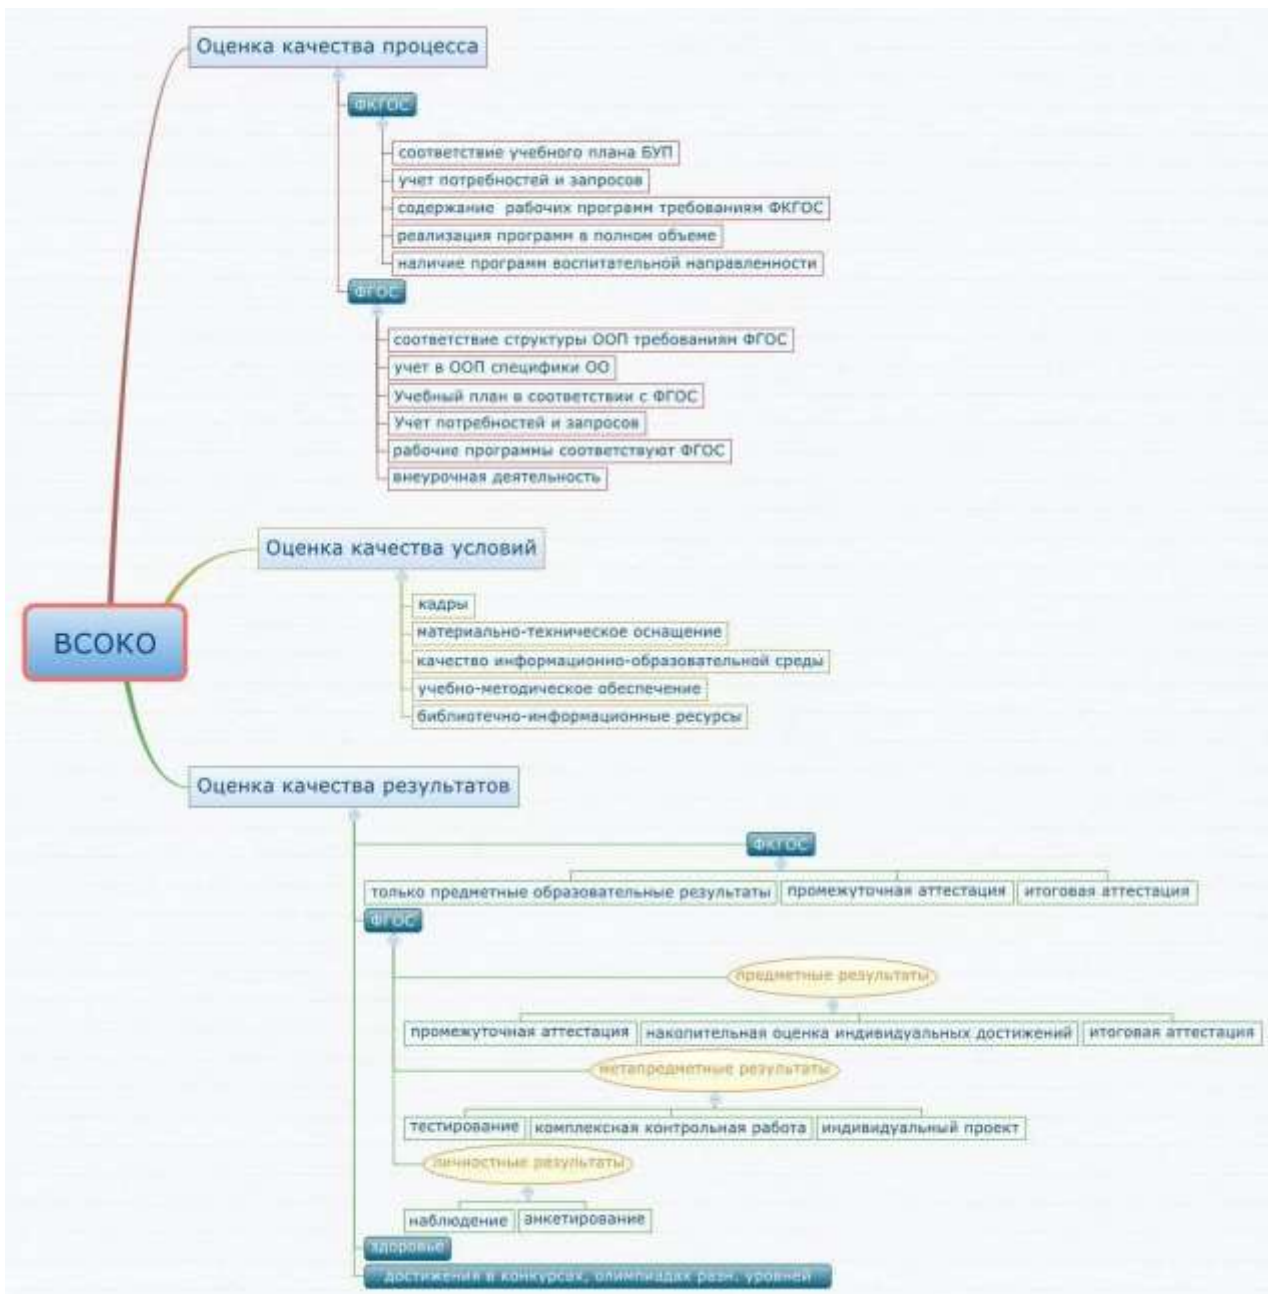 Оценка качества процесса
ФКГОС
соответствие учебного плана БУП
учет потребностей и запросов
содержание рабочих программ требованиям ФКГОС
реализация программ в полном объеме
наличие программ воспитательной направленности
ФГОС
соответствие структуры ООП требованиям ФГОС
учет в ООП специфики ОО
Учебный план в соответствии с ФГОС
Учет потребностей и запросов
рабочие программы соответствуют ФГОС
внеурочная деятельность
Оценка качества условий
кадры
материально-техническое оснащение
качество информационно-образовательной среды
учебно-методическое обеспечение
библиотечно-информационные ресурсы
ВСОКО
Оценка качества результатов
ФКГОС
только предметные образовательные результаты промежуточная аттестация итоговая аттестация
ФГОС
предметные результаты
промежуточная аттестация накопительная оценка индивидуальных достижений итоговая аттестация
метапредметные результаты
тестирование комплексная контрольная работа индивидуальный проект
личностные результаты
наблюдение анкетирование
здоровье
достижения в конкурсах, олимпиадах разн. уровней